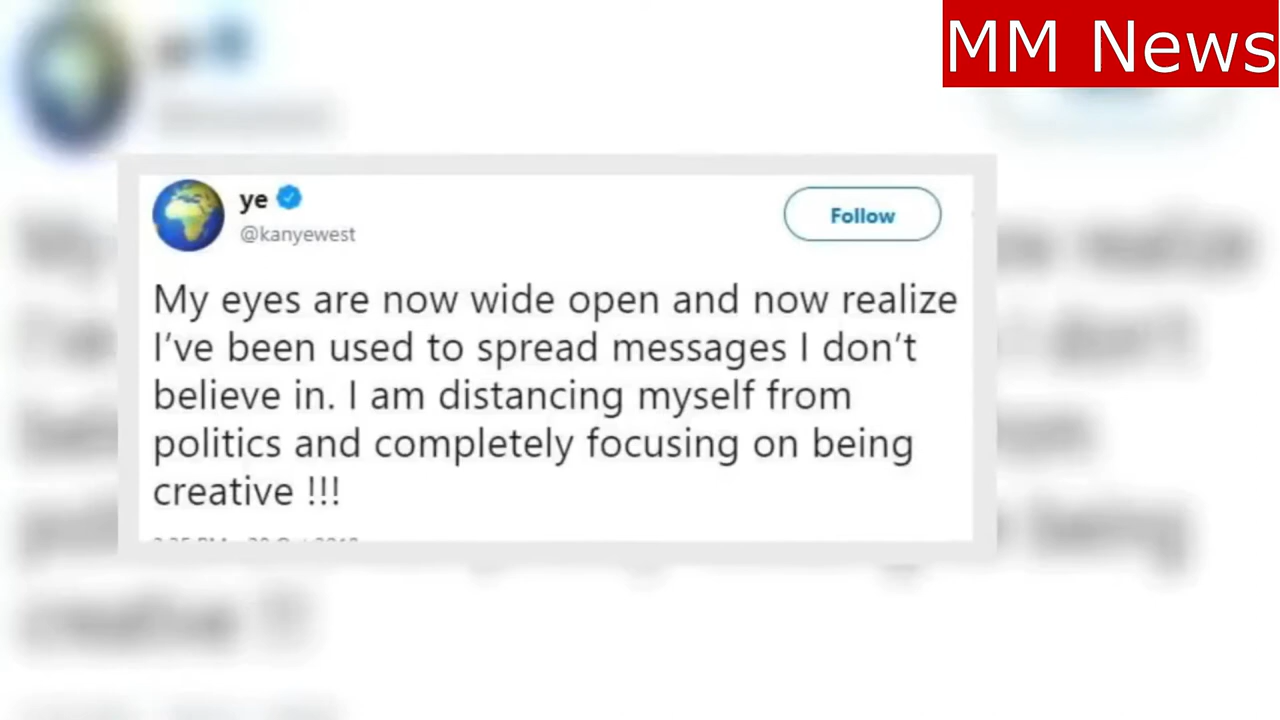 MM News
ye
@kanyewest
Follow
My eyes are now wide open and now realize
I've been used to spread messages I don't
believe in. I am distancing myself from
politics and completely focusing on being
creative !!!